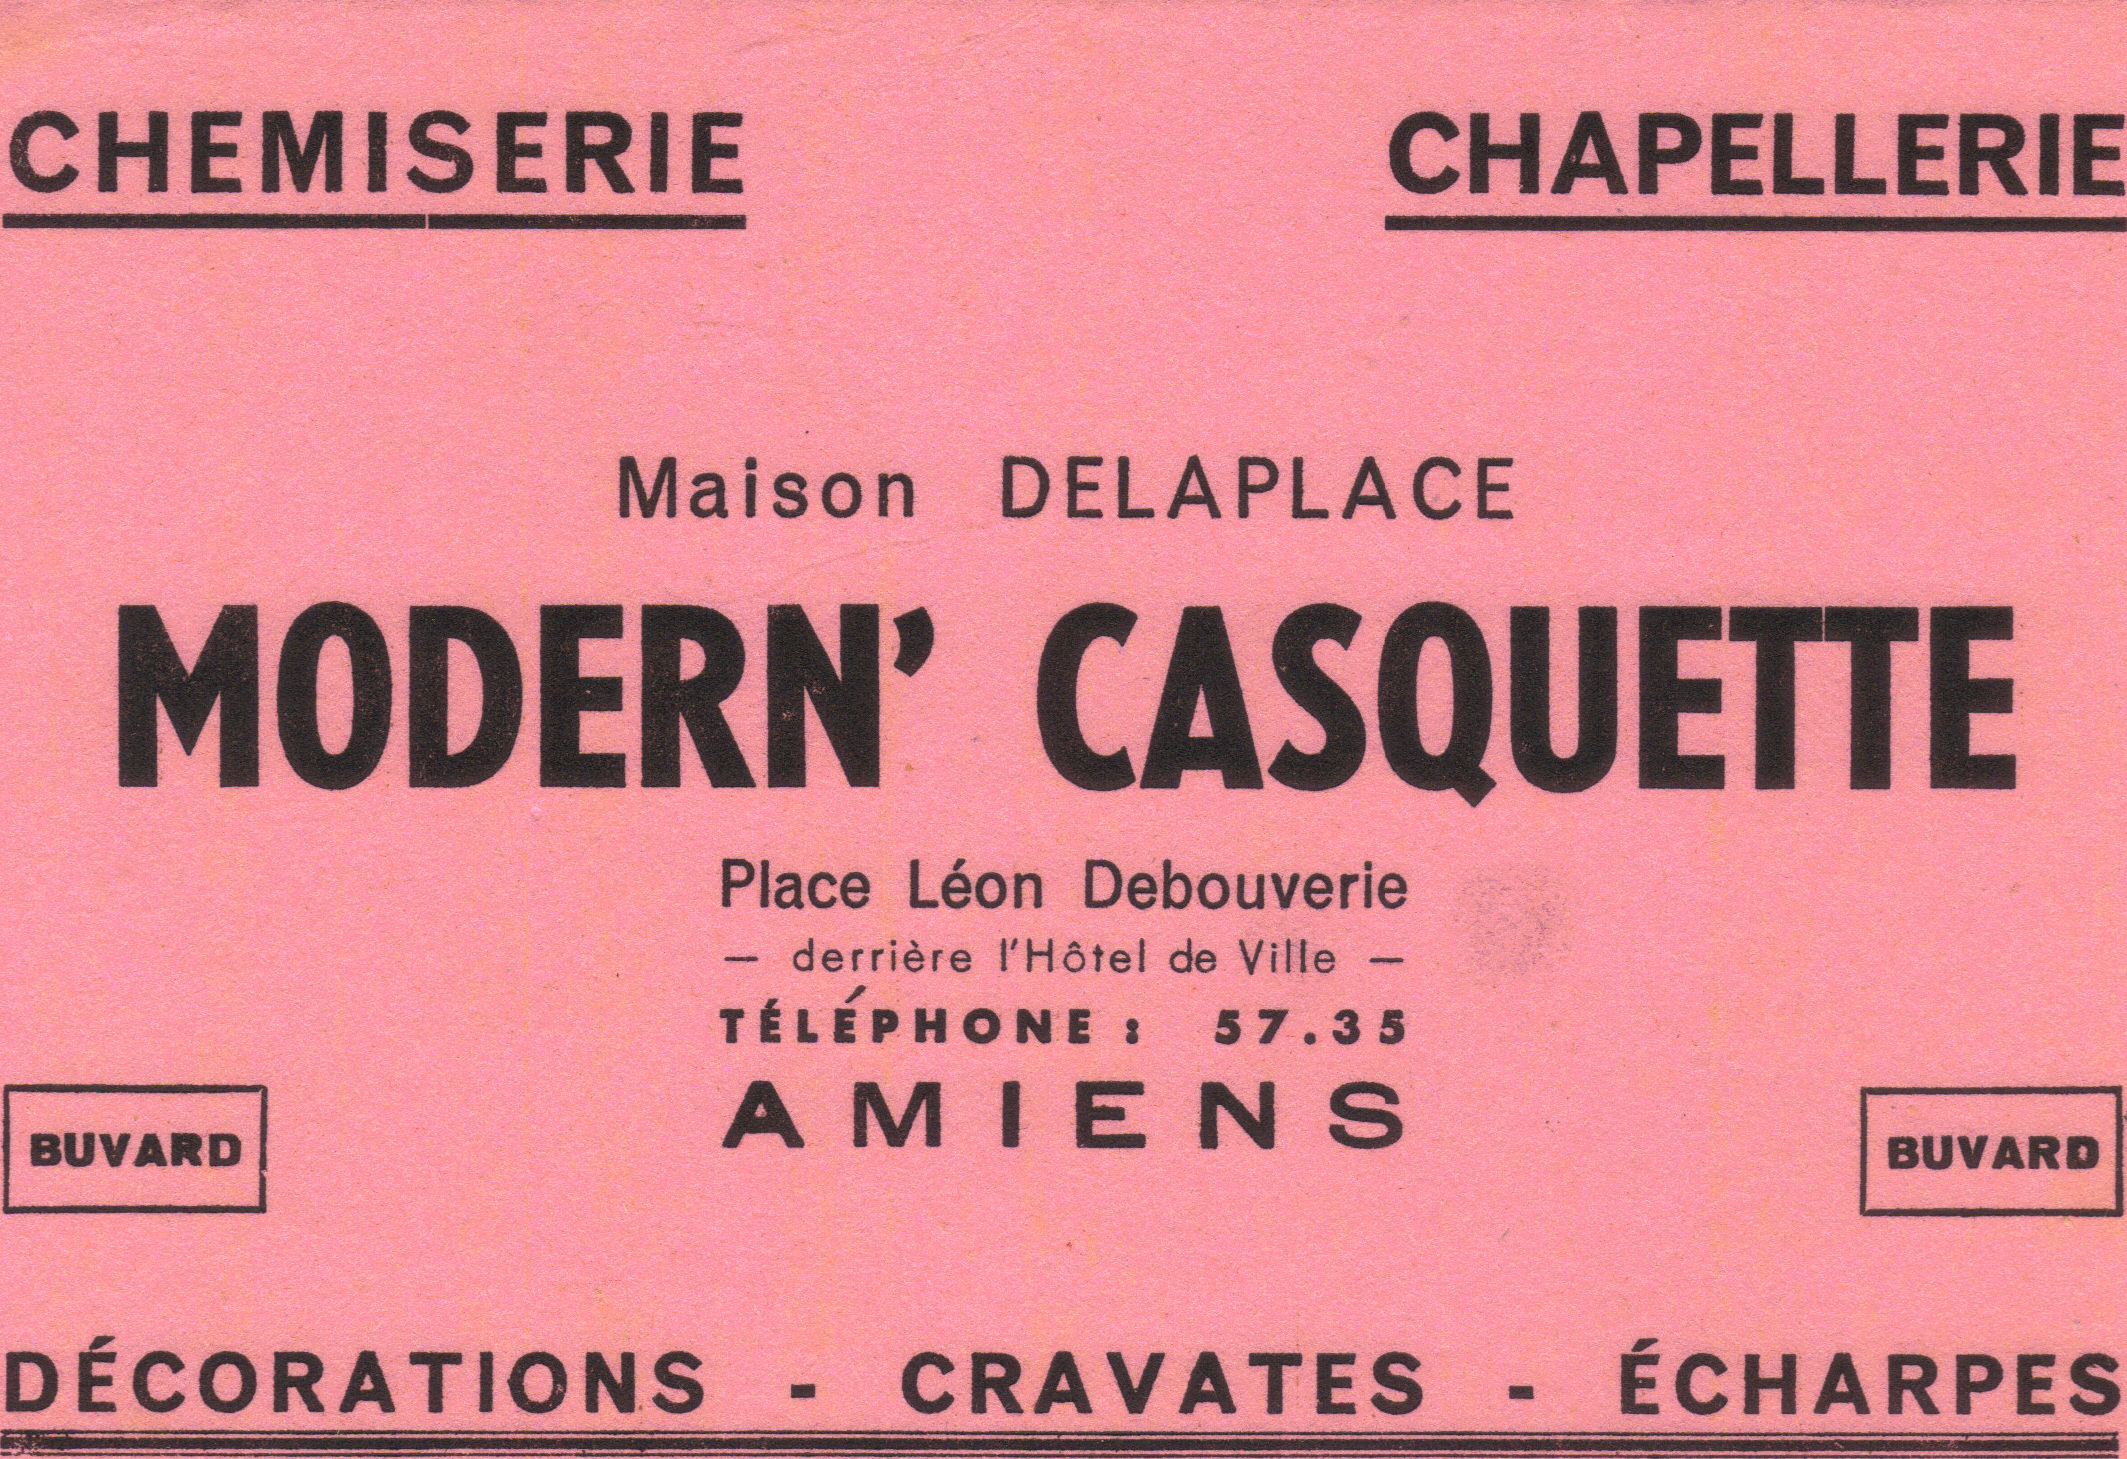 CHEMISERIE CHAPELLERIE
Maison DELAPLACE
MODERN' CASQUETTE
Place Léon Debouverie
— derrière l'Hôtel de Ville —
TÉLÉPHONE : 57.35
AMIENS
BUVARD BUVARD
DÉCORATIONS - CRAVATES - ÉCHARPES